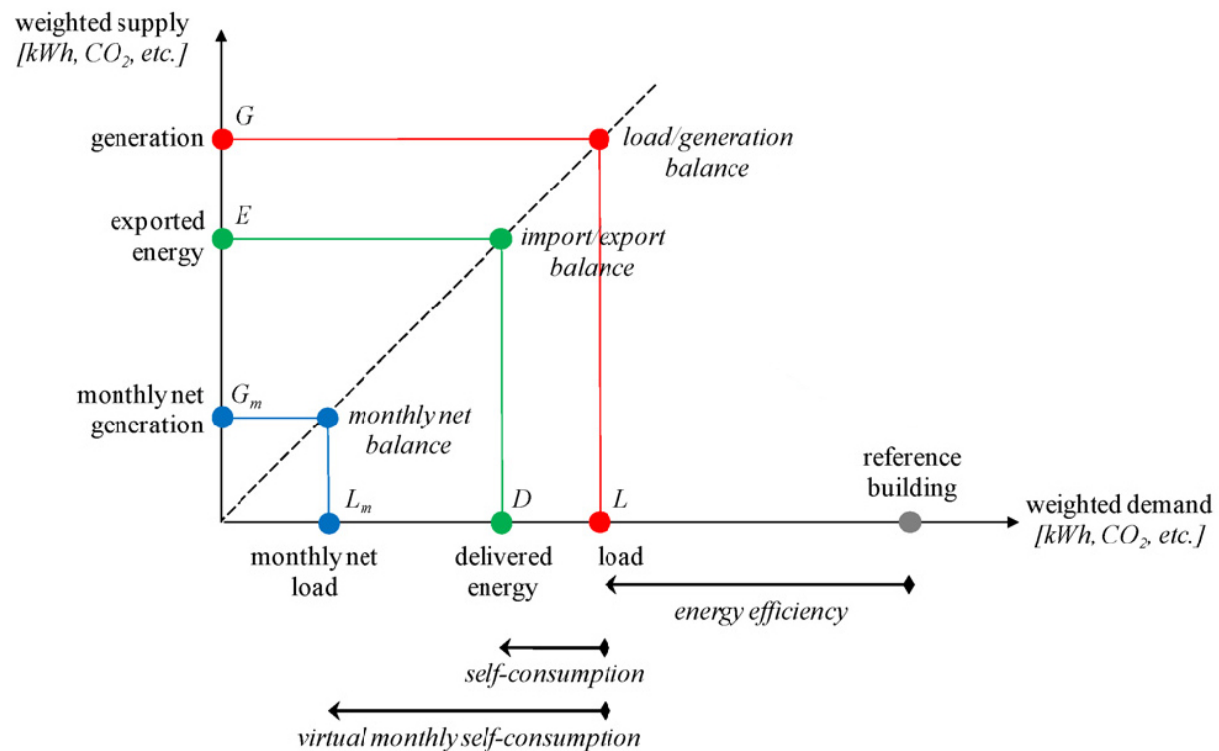 weighted supply
[kWh, CO₂, etc.]
G
generation
load/generation
balance
E
exported
energy
import/export
balance
monthly net
generation
Gₘ
monthly net
balance
reference
building
Lₘ
D
L
weighted demand
[kWh, CO₂, etc.]
monthly net
load
delivered
energy
load
energy efficiency
self-consumption
virtual monthly self-consumption